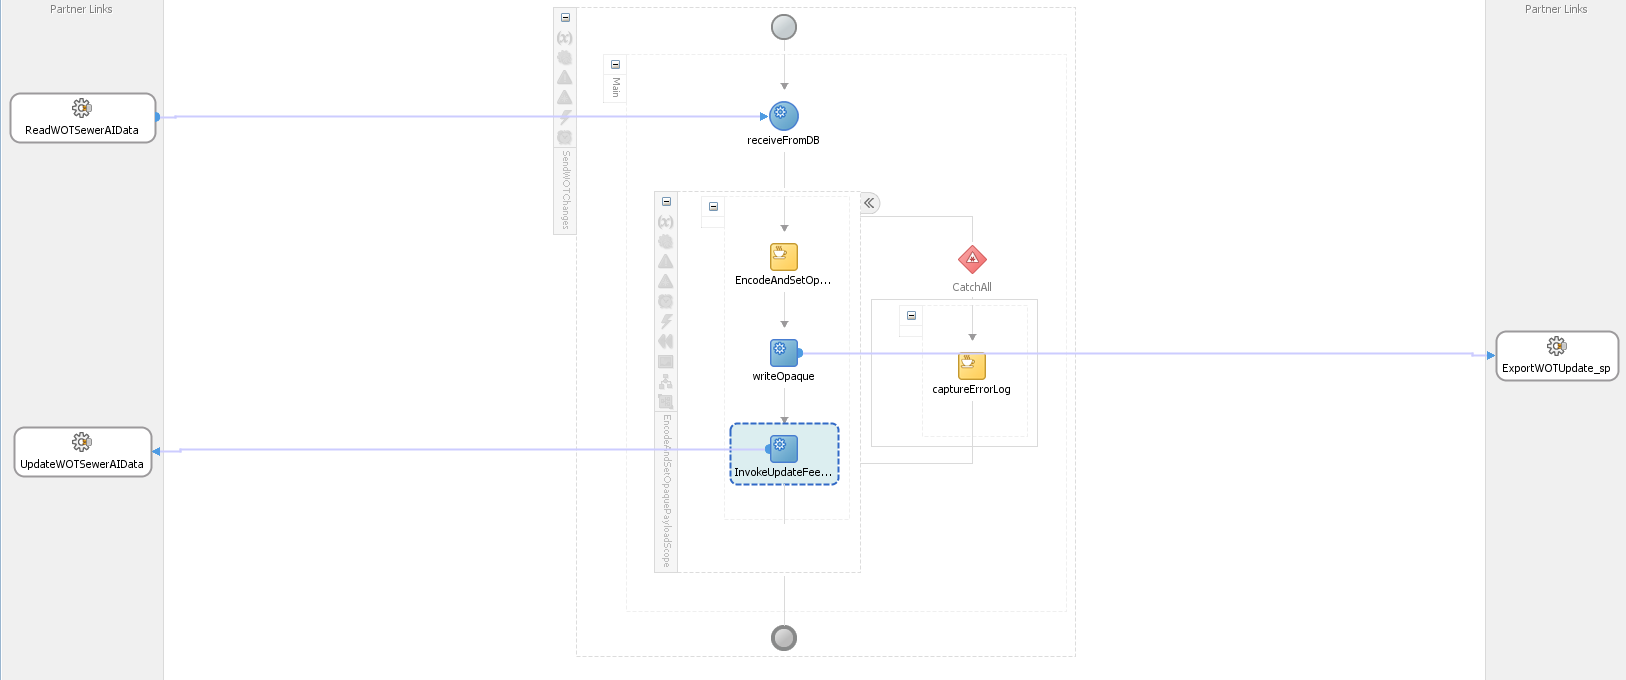 Partner Links
Partner Links
Main
ReadWOTSewerAIData
receiveFromDB
SendWOTChanges
EncodeAndSetOp...
CatchAll
writeOpaque
captureErrorLog
ExportWOTUpdate_sp
UpdateWOTSewerAIData
InvokeUpdateFee...
EncodeAndSetOpaquePayloadScope